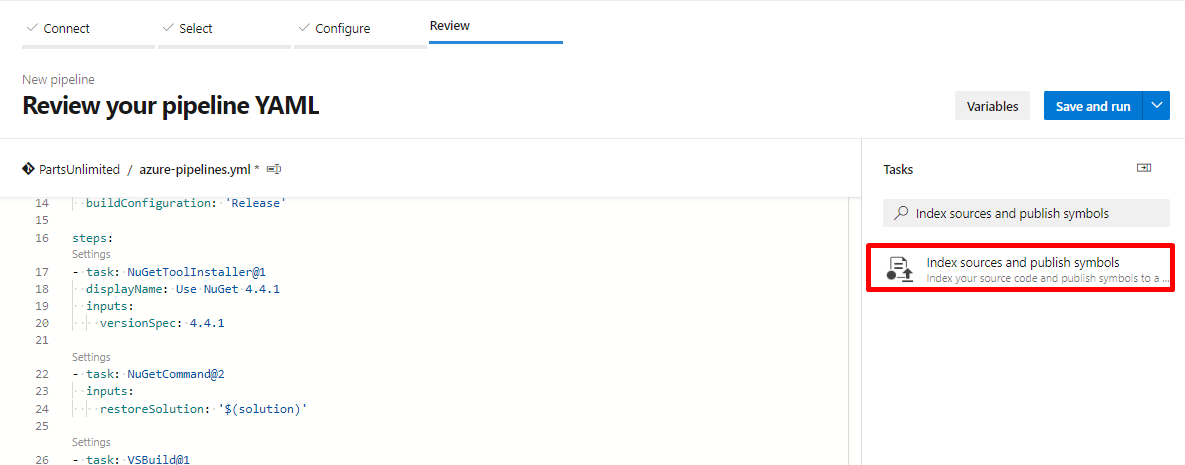 Connect Select Configure Review
New pipeline
Review your pipeline YAML
Variables Save and run
PartsUnlimited / azure-pipelines.yml *
14 buildConfiguration: 'Release'
15
16 steps:
Settings
17 - task: NuGetToolInstaller@1
18 displayName: Use NuGet 4.4.1
19 inputs:
20 versionSpec: 4.4.1
21
Settings
22 - task: NuGetCommand@2
23 inputs:
24 restoreSolution: '$(solution)'
25
Settings
26 - task: VSBuild@1
Tasks
Index sources and publish symbols
Index sources and publish symbols
Index your source code and publish symbols to a ...